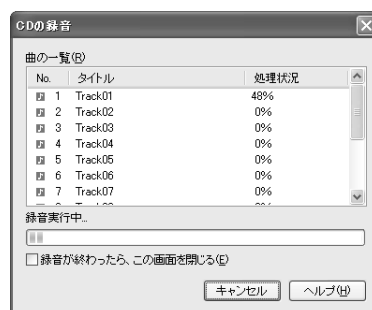 CDの録音
曲の一覧(R)
No. タイトル 処理状況
1 Track01 48%
2 Track02 0%
3 Track03 0%
4 Track04 0%
5 Track05 0%
6 Track06 0%
7 Track07 0%
録音実行中...
録音が終わったら、この画面を閉じる(E)
キャンセル ヘルプ(H)